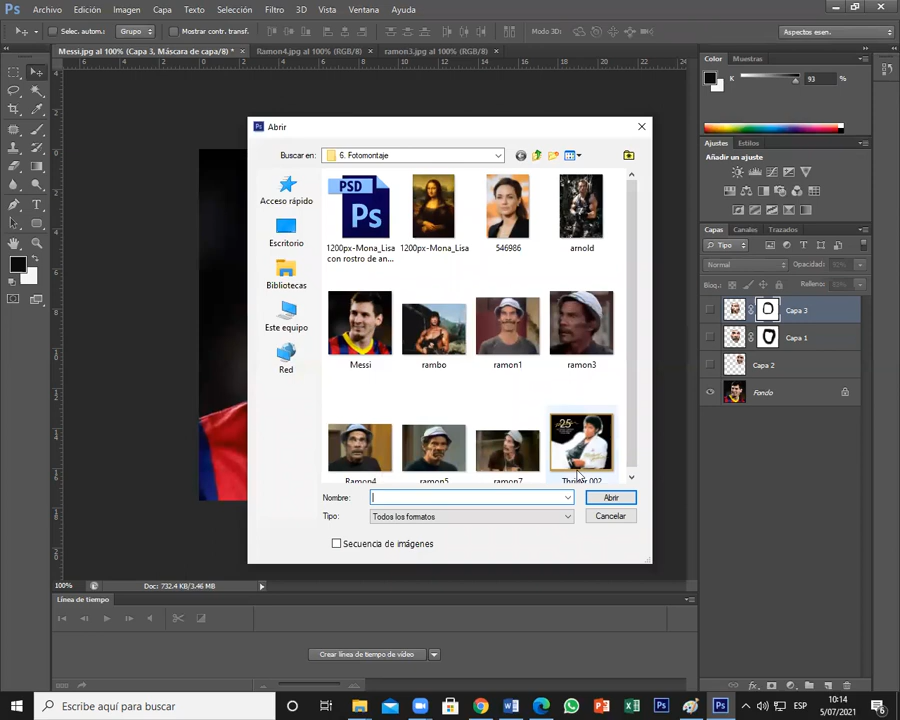 Ps Archivo Edición Imagen Capa Texto Selección Filtro 3D Vista Ventana Ayuda
Selec. autom.: Grupo Mostrar contr. transf. Modo 3D: Aspectos esen.
Messi.jpg al 100% (Capa 3, Máscara de capa/8) * × Ramon4.jpg al 100% (RGB/8) × ramon3.jpg al 100% (RGB/8) ×
Color Muestras
K 93 %
Ps Abrir
Buscar en: 6. Fotomontaje
Acceso rápido
Escritorio
Bibliotecas
Este equipo
Red
PSD
Ps
1200px-Mona_Lisa con rostro de an...
1200px-Mona_Lisa
546986
arnold
Messi
rambo
ramon1
ramon3
Ramon4
ramon5
ramon7
25
Thriller 002
Nombre:
Abrir
Tipo: Todos los formatos
Cancelar
Secuencia de imágenes
Ajustes Estilos
Añadir un ajuste
Capas Canales Trazados
Tipo
Normal Opacidad:
Bloq.: Relleno:
Capa 3
Capa 1
Capa 2
Fondo
100% Doc: 732.4 KB/3.46 MB
Línea de tiempo
Crear línea de tiempo de vídeo
Escribe aquí para buscar
ESP
10:14
5/07/2021
6